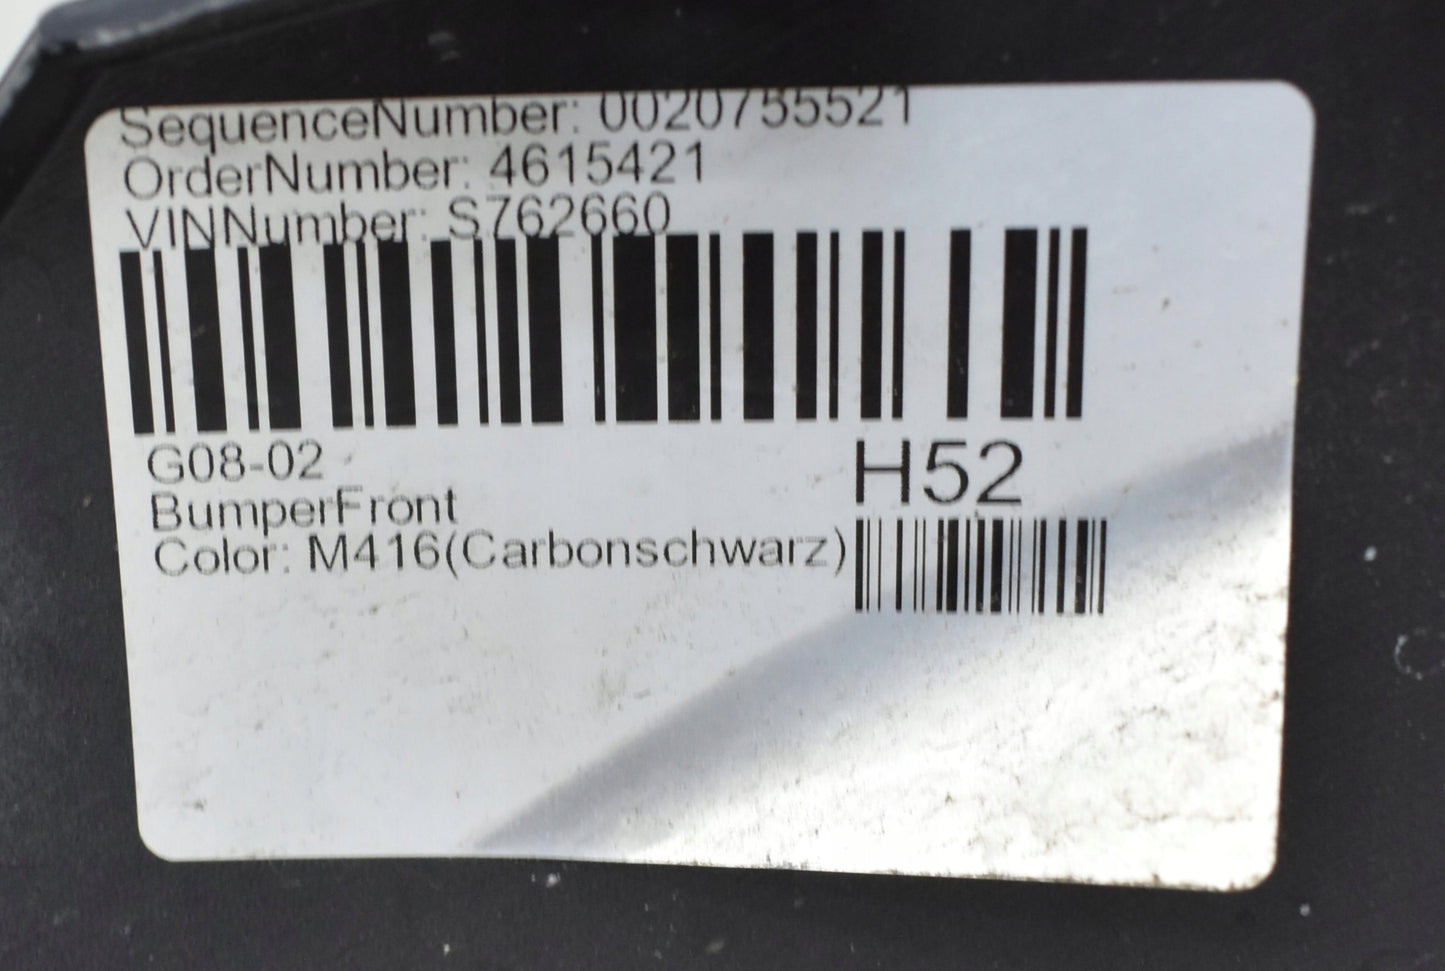 SequenceNumber: 0020755521
OrderNumber: 4615421
VINNumber: S762660
G08-02
BumperFront
Color: M416(Carbonschwarz)
H52